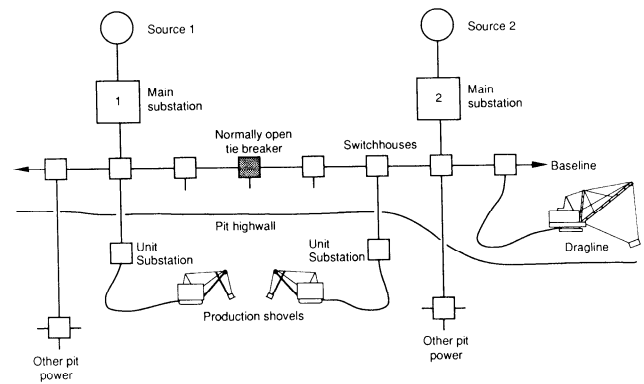 Source 1
Source 2
1
Main
substation
2
Main
substation
Normally open
tie breaker
Switchhouses
Baseline
Pit highwall
Unit
Substation
Unit
Substation
Dragline
Production shovels
Other pit
power
Other pit
power